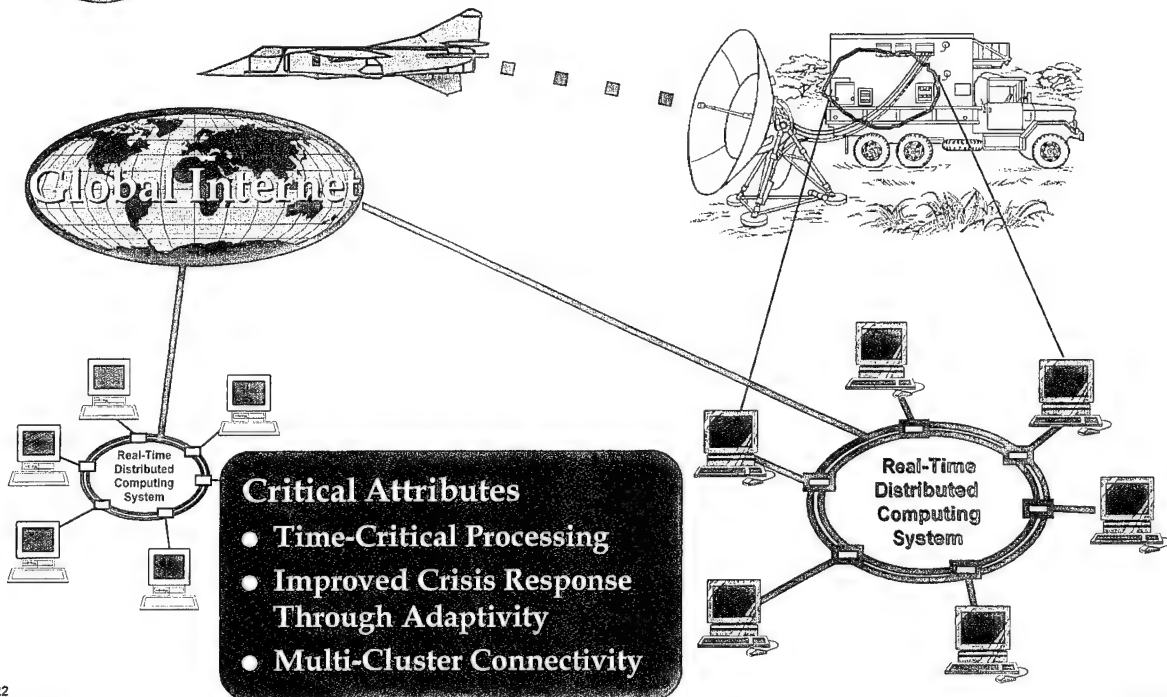 Global Internet
Real-Time
Distributed
Computing
System
Critical Attributes
● Time-Critical Processing
● Improved Crisis Response
Through Adaptivity
● Multi-Cluster Connectivity
Real-Time
Distributed
Computing
System